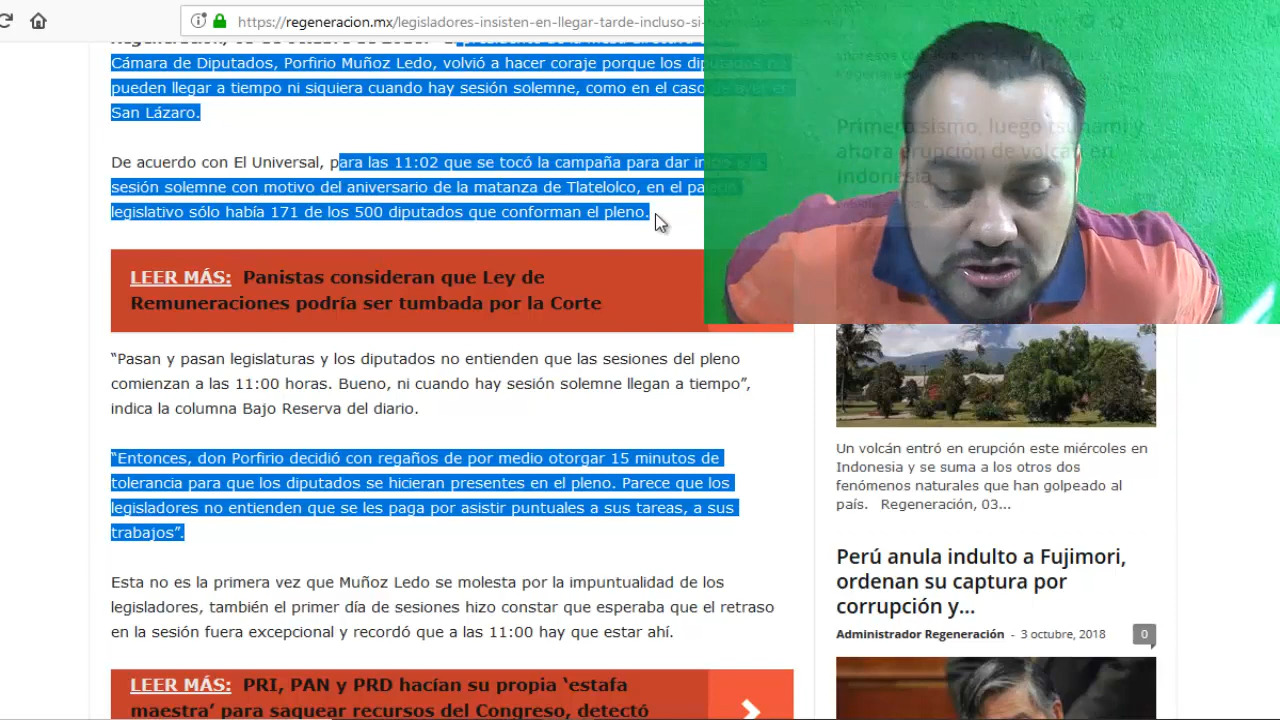 https://regeneracion.mx/legisladores-insisten-en-llegar-tarde-incluso-si-
Cámara de Diputados, Porfirio Muñoz Ledo, volvió a hacer coraje porque los
pueden llegar a tiempo ni siquiera cuando hay sesión solemne, como en el caso
San Lázaro.
De acuerdo con El Universal, para las 11:02 que se tocó la campaña para dar
sesión solemne con motivo del aniversario de la matanza de Tlatelolco, en el
legislativo sólo había 171 de los 500 diputados que conforman el pleno.
LEER MÁS: Panistas consideran que Ley de
Remuneraciones podría ser tumbada por la Corte
“Pasan y pasan legislaturas y los diputados no entienden que las sesiones del pleno
comienzan a las 11:00 horas. Bueno, ni cuando hay sesión solemne llegan a tiempo”,
indica la columna Bajo Reserva del diario.
“Entonces, don Porfirio decidió con regaños de por medio otorgar 15 minutos de
tolerancia para que los diputados se hicieran presentes en el pleno. Parece que los
legisladores no entienden que se les paga por asistir puntuales a sus tareas, a sus
trabajos”.
Esta no es la primera vez que Muñoz Ledo se molesta por la impuntualidad de los
legisladores, también el primer día de sesiones hizo constar que esperaba que el retraso
en la sesión fuera excepcional y recordó que a las 11:00 hay que estar ahí.
LEER MÁS: PRI, PAN y PRD hacían su propia ‘estafa
maestra’ para saquear recursos del Congreso, detectó
Primero sismo, luego tsunami y
ahora erupción de volcán en
Indonesia
Un volcán entró en erupción este miércoles en
Indonesia y se suma a los otros dos
fenómenos naturales que han golpeado al
país. Regeneración, 03...
Perú anula indulto a Fujimori,
ordenan su captura por
corrupción y...
Administrador Regeneración - 3 octubre, 2018 0